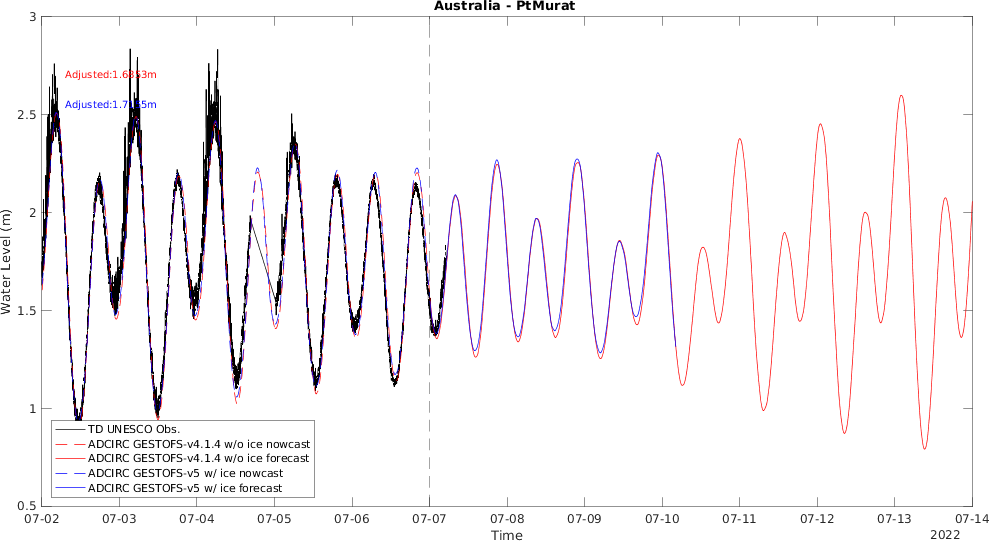 Australia - PtMurat
3
2.5
2
1.5
1
0.5
Water Level (m)
Adjusted:1.6853m
TD UNESCO Obs.
ADCIRC GESTOFS-v4.1.4 w/o ice nowcast
ADCIRC GESTOFS-v4.1.4 w/o ice forecast
ADCIRC GESTOFS-v5 w/ ice nowcast
ADCIRC GESTOFS-v5 w/ ice forecast
07-02 07-03 07-04 07-05 07-06 07-07 07-08 07-09 07-10 07-11 07-12 07-13 07-14
Time
2022